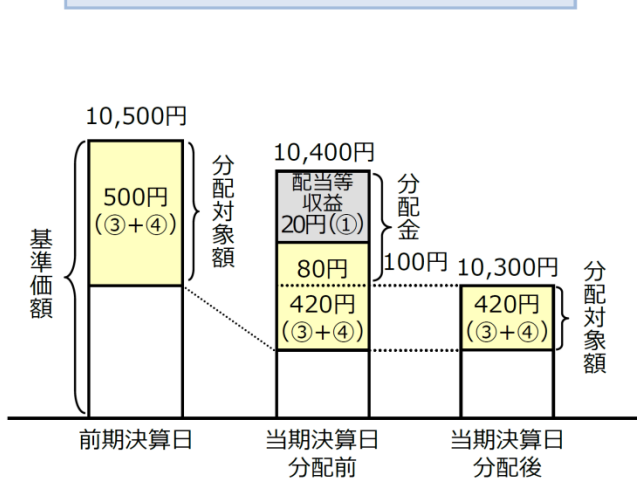 10,500円
500円
(③+④)
分配対象額
基準価額
前期決算日
10,400円
配当等
収益
20円(①)
80円
420円
(③+④)
分配金
100円
当期決算日
分配前
10,300円
420円
(③+④)
分配対象額
当期決算日
分配後